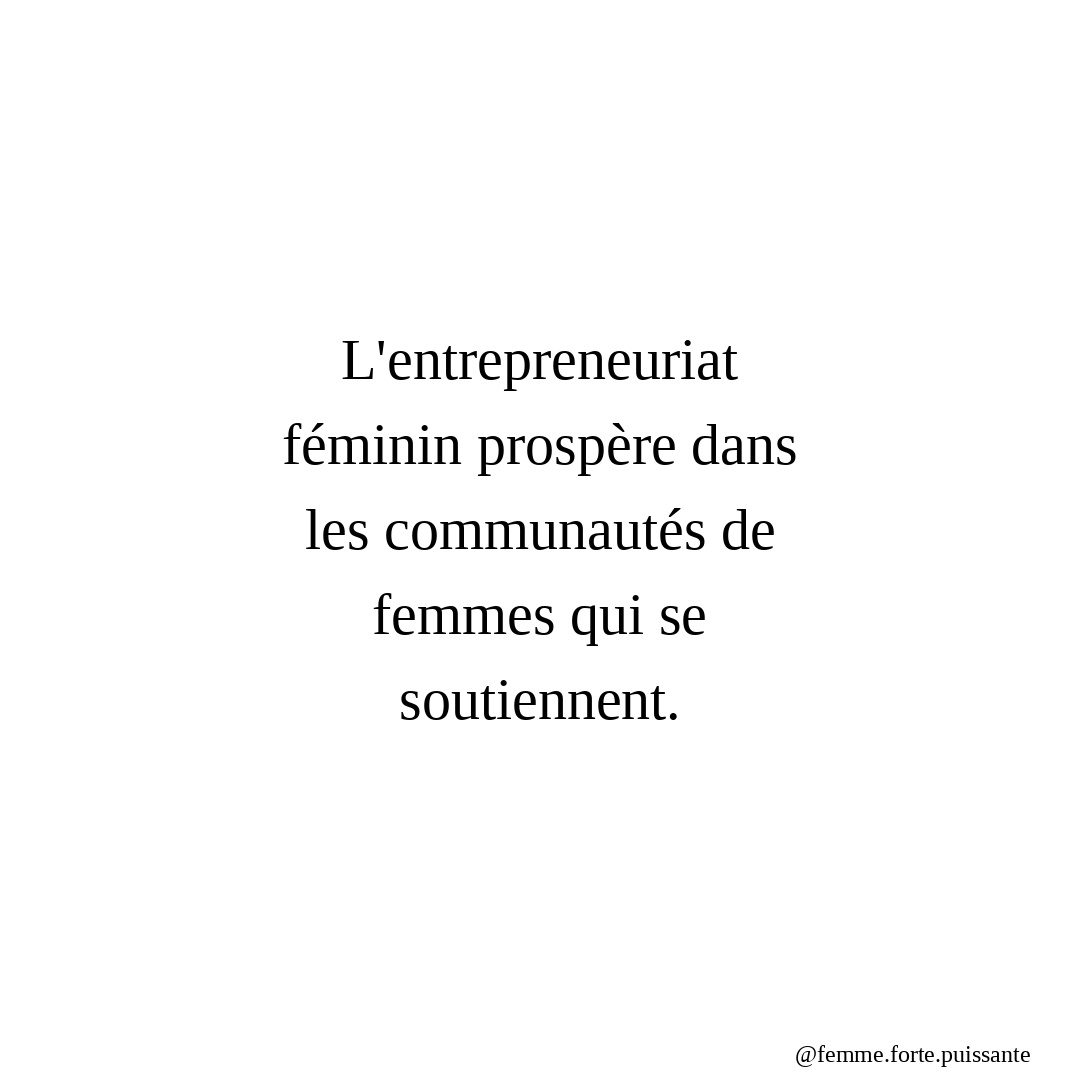 L'entrepreneuriat
féminin prospère dans
les communautés de
femmes qui se
soutiennent.
@femme.forte.puissante